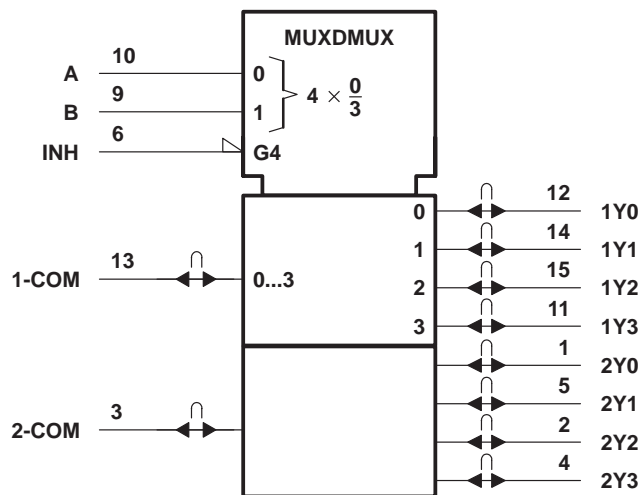 MUXDMUX
A 10 0
B 9 1
4 × 0/3
INH 6 G4
0 12 1Y0
1 14 1Y1
1-COM 13 0...3
2 15 1Y2
3 11 1Y3
1 2Y0
5 2Y1
2-COM 3
2 2Y2
4 2Y3